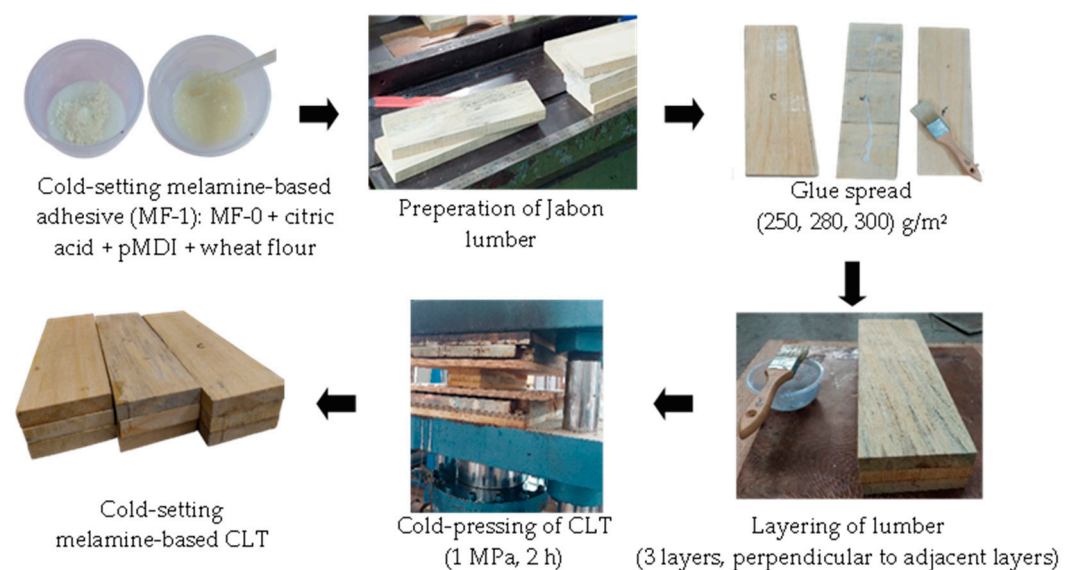 Cold-setting melamine-based
adhesive (MF-1): MF-0 + citric
acid + pMDI + wheat flour
Preperation of Jabon
lumber
Glue spread
(250, 280, 300) g/m²
Layering of lumber
(3 layers, perpendicular to adjacent layers)
Cold-pressing of CLT
(1 MPa, 2 h)
Cold-setting
melamine-based CLT